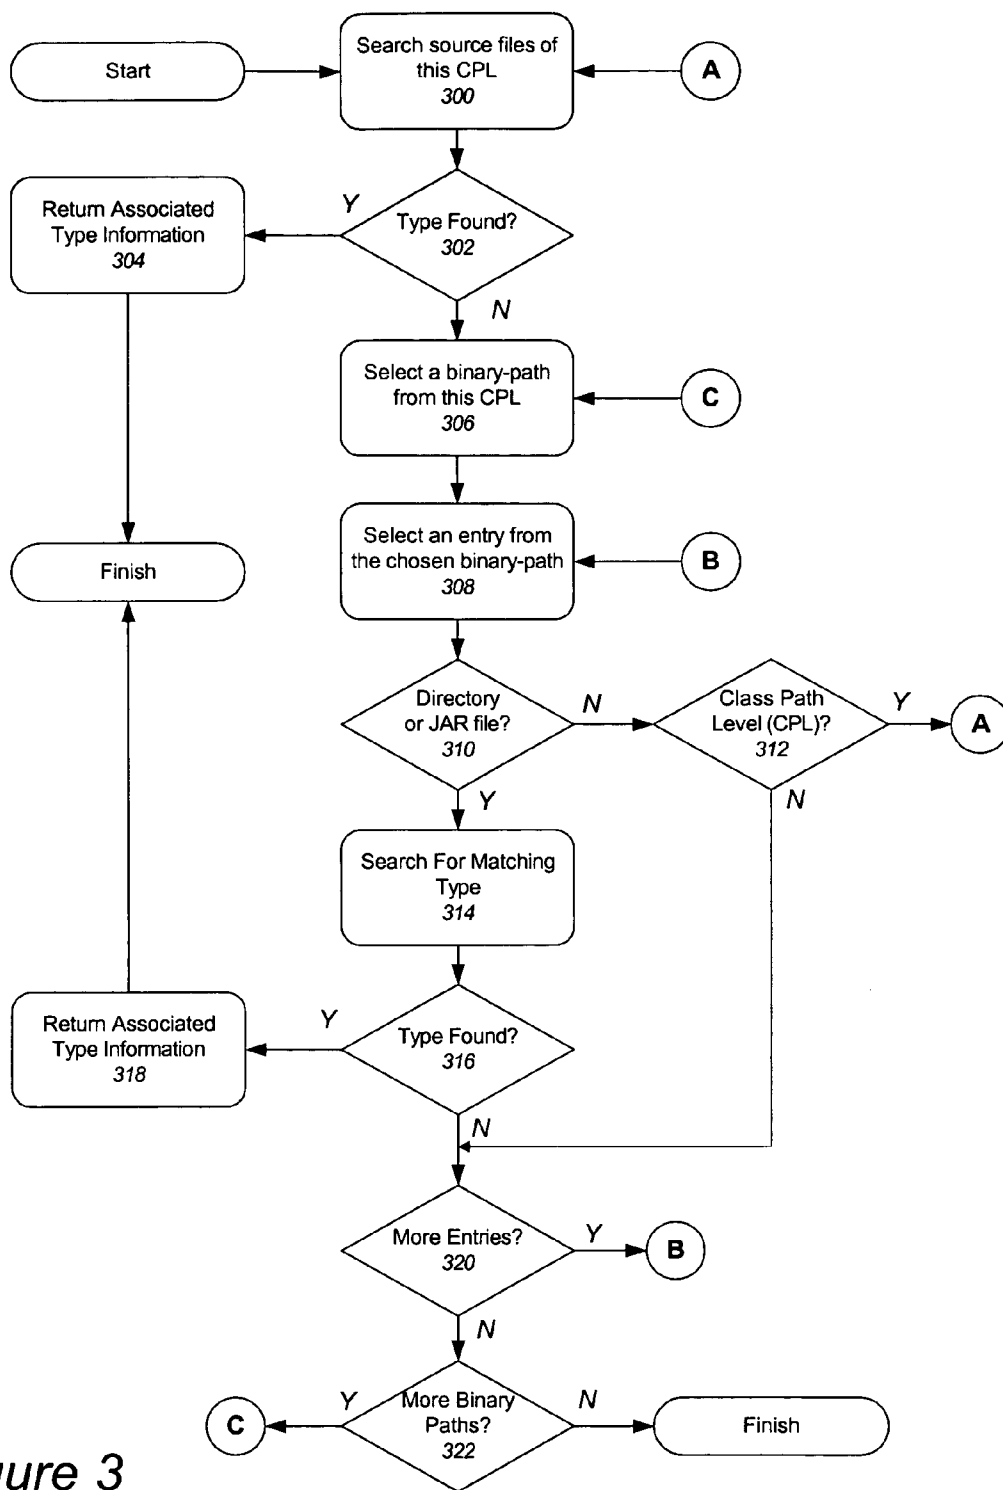 Start
Search source files of
this CPL
300
A
Return Associated
Type Information
304
Y
Type Found?
302
N
Select a binary-path
from this CPL
306
C
Select an entry from
the chosen binary-path
308
B
Finish
Directory
or JAR file?
310
N
Class Path
Level (CPL)?
312
Y
A
Y
N
Search For Matching
Type
314
Return Associated
Type Information
318
Y
Type Found?
316
N
More Entries?
320
Y
B
N
C
Y
More Binary
Paths?
322
N
Finish
ure 3